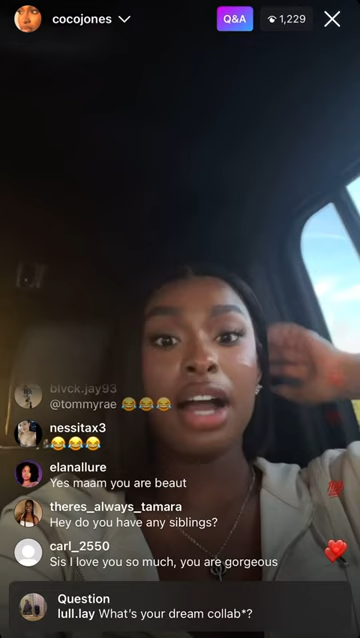 cocojones
Q&A
1,229
blvck.jay93
@tommyrae 😂😂😂
nessitax3
😂😂😂
elanallure
Yes maam you are beaut
theres_always_tamara
Hey do you have any siblings?
carl_2550
Sis I love you so much, you are gorgeous
💯
Question
lull.lay What's your dream collab*?